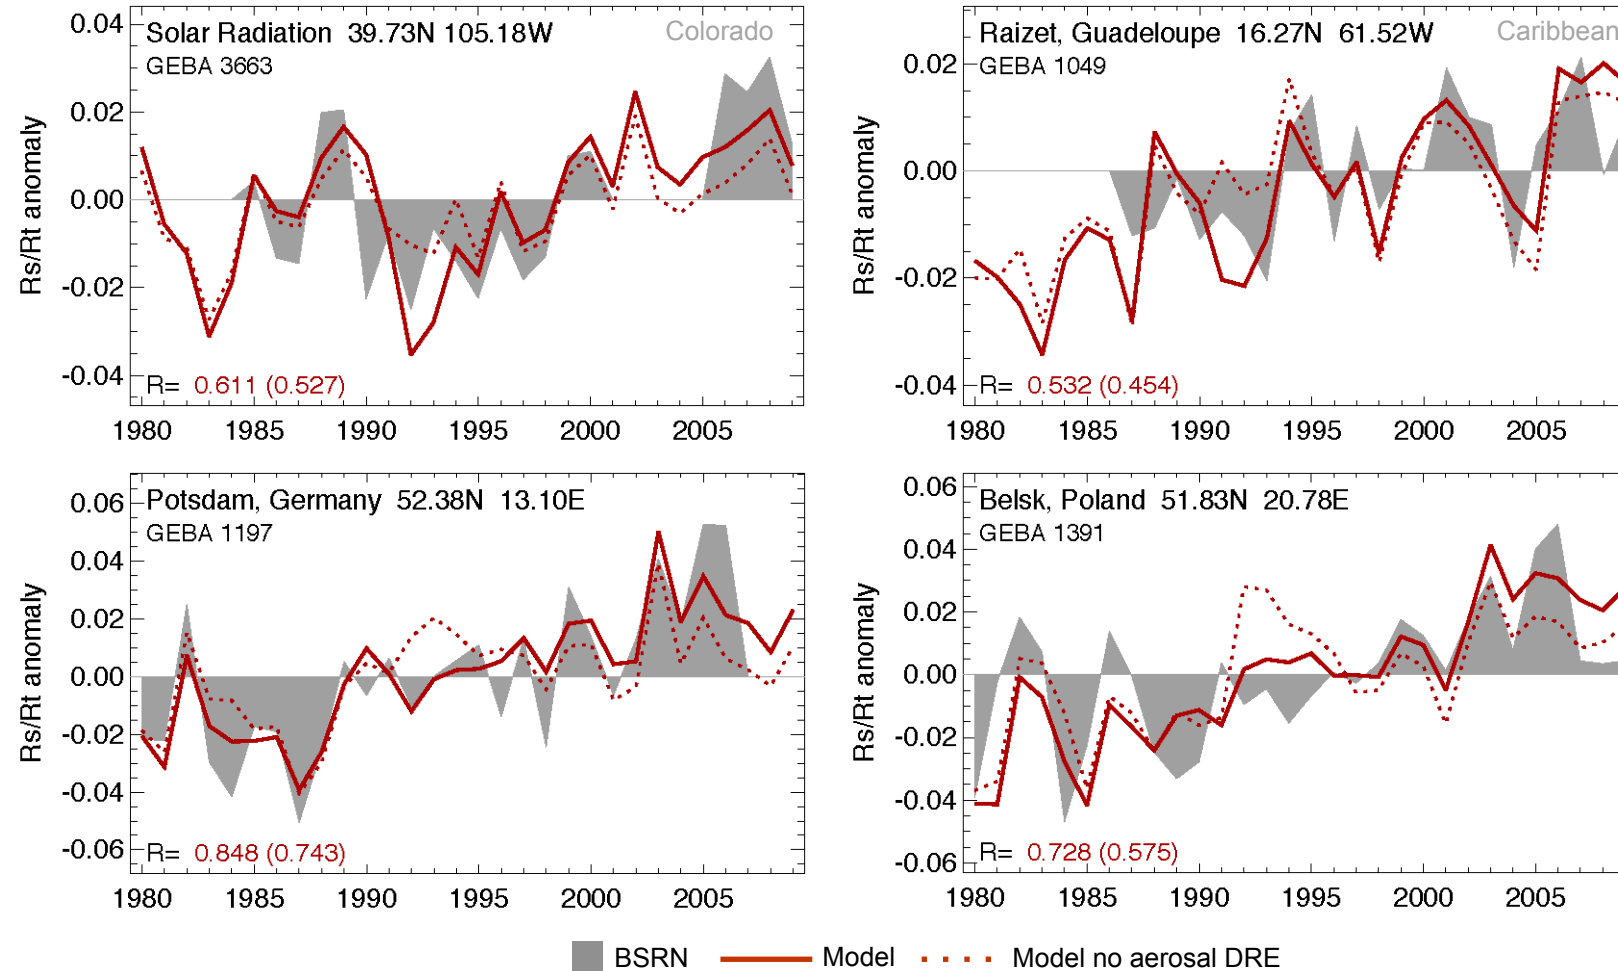 Solar Radiation 39.73N 105.18W Colorado
GEBA 3663
0.04
0.02
0.00
-0.02
-0.04
Rs/Rt anomaly
R= 0.611 (0.527)
1980 1985 1990 1995 2000 2005
Raizet, Guadeloupe 16.27N 61.52W Caribbean
GEBA 1049
0.02
0.00
-0.02
-0.04
Rs/Rt anomaly
R= 0.532 (0.454)
1980 1985 1990 1995 2000 2005
Potsdam, Germany 52.38N 13.10E
GEBA 1197
0.06
0.04
0.02
0.00
-0.02
-0.04
-0.06
Rs/Rt anomaly
R= 0.848 (0.743)
1980 1985 1990 1995 2000 2005
Belsk, Poland 51.83N 20.78E
GEBA 1391
0.06
0.04
0.02
0.00
-0.02
-0.04
-0.06
Rs/Rt anomaly
R= 0.728 (0.575)
1980 1985 1990 1995 2000 2005
BSRN Model Model no aerosal DRE